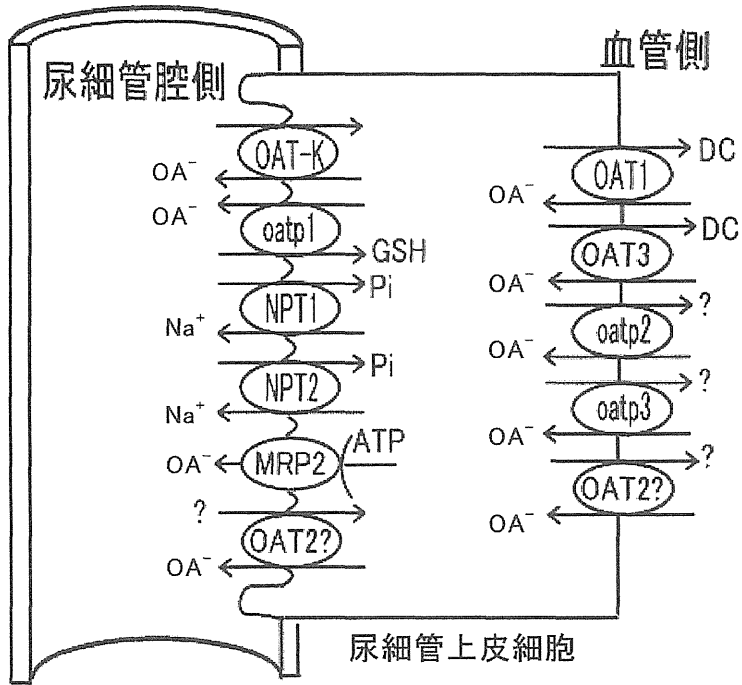 尿細管腔側
血管側
OAT-K
OA⁻
OA⁻
oatp1
GSH
Pi
NPT1
Na⁺
Pi
NPT2
Na⁺
ATP
OA⁻
MRP2
?
OAT2?
OA⁻
DC
OAT1
OA⁻
DC
OAT3
OA⁻
?
oatp2
OA⁻
?
oatp3
OA⁻
?
OAT2?
OA⁻
尿細管上皮細胞